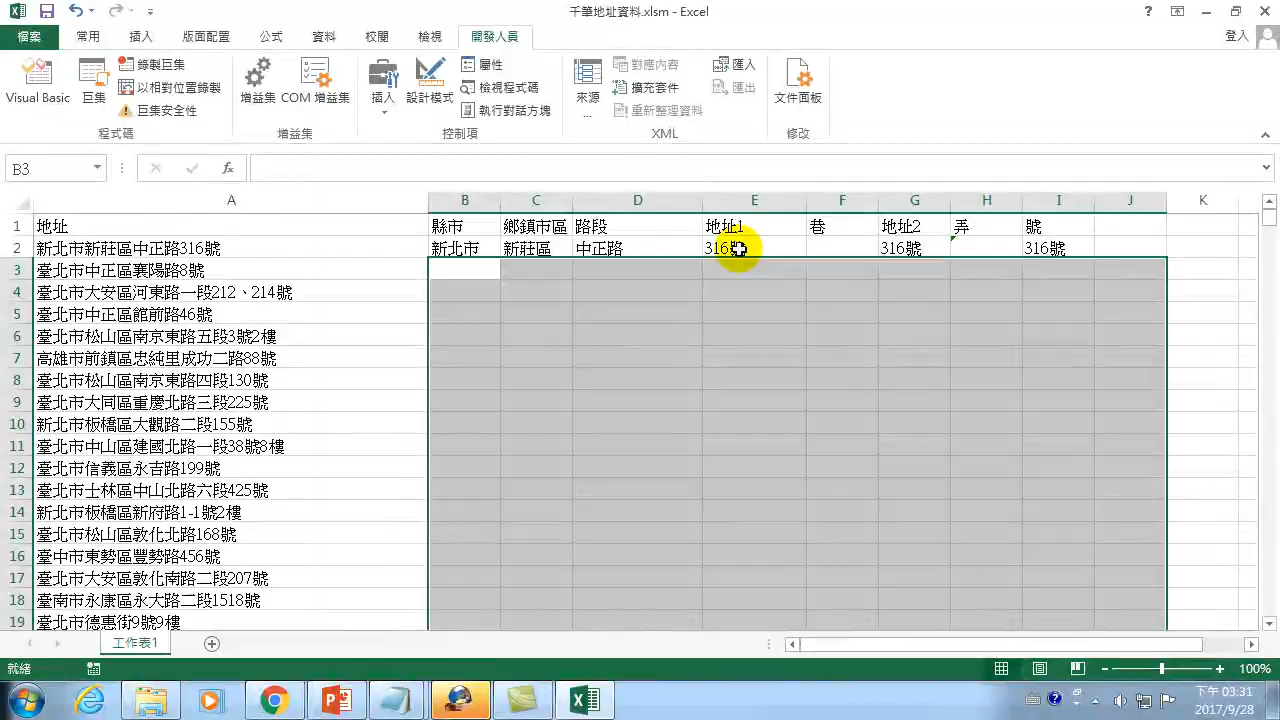 千筆地址資料.xlsm - Excel
檔案 常用 插入 版面配置 公式 資料 校閱 檢視 開發人員 登入
Visual Basic 巨集 錄製巨集 以相對位置錄製 巨集安全性 程式碼
增益集 COM 增益集 增益集
插入 設計模式 屬性 檢視程式碼 執行對話方塊 控制項
來源 ... 對應內容 擴充套件 重新整理資料 匯入 匯出 XML
文件面板 修改
B3 fx
A B C D E F G H I J K
1 地址 縣市 鄉鎮市區 路段 地址1 巷 地址2 弄 號
2 新北市新莊區中正路316號 新北市 新莊區 中正路 316號 316號 316號
3 臺北市中正區襄陽路8號
4 臺北市大安區河東路一段212、214號
5 臺北市中正區館前路46號
6 臺北市松山區南京東路五段3號2樓
7 高雄市前鎮區忠純里成功二路88號
8 臺北市松山區南京東路四段130號
9 臺北市大同區重慶北路三段225號
10 新北市板橋區大觀路二段155號
11 臺北市中山區建國北路一段38號8樓
12 臺北市信義區永吉路199號
13 臺北市士林區中山北路六段425號
14 新北市板橋區新府路1-1號2樓
15 臺北市松山區敦化北路168號
16 臺中市東勢區豐勢路456號
17 臺北市大安區敦化南路二段207號
18 臺南市永康區永大路二段1518號
19 臺北市德惠街9號9樓
工作表1
就緒 100%
下午 03:31
2017/9/28